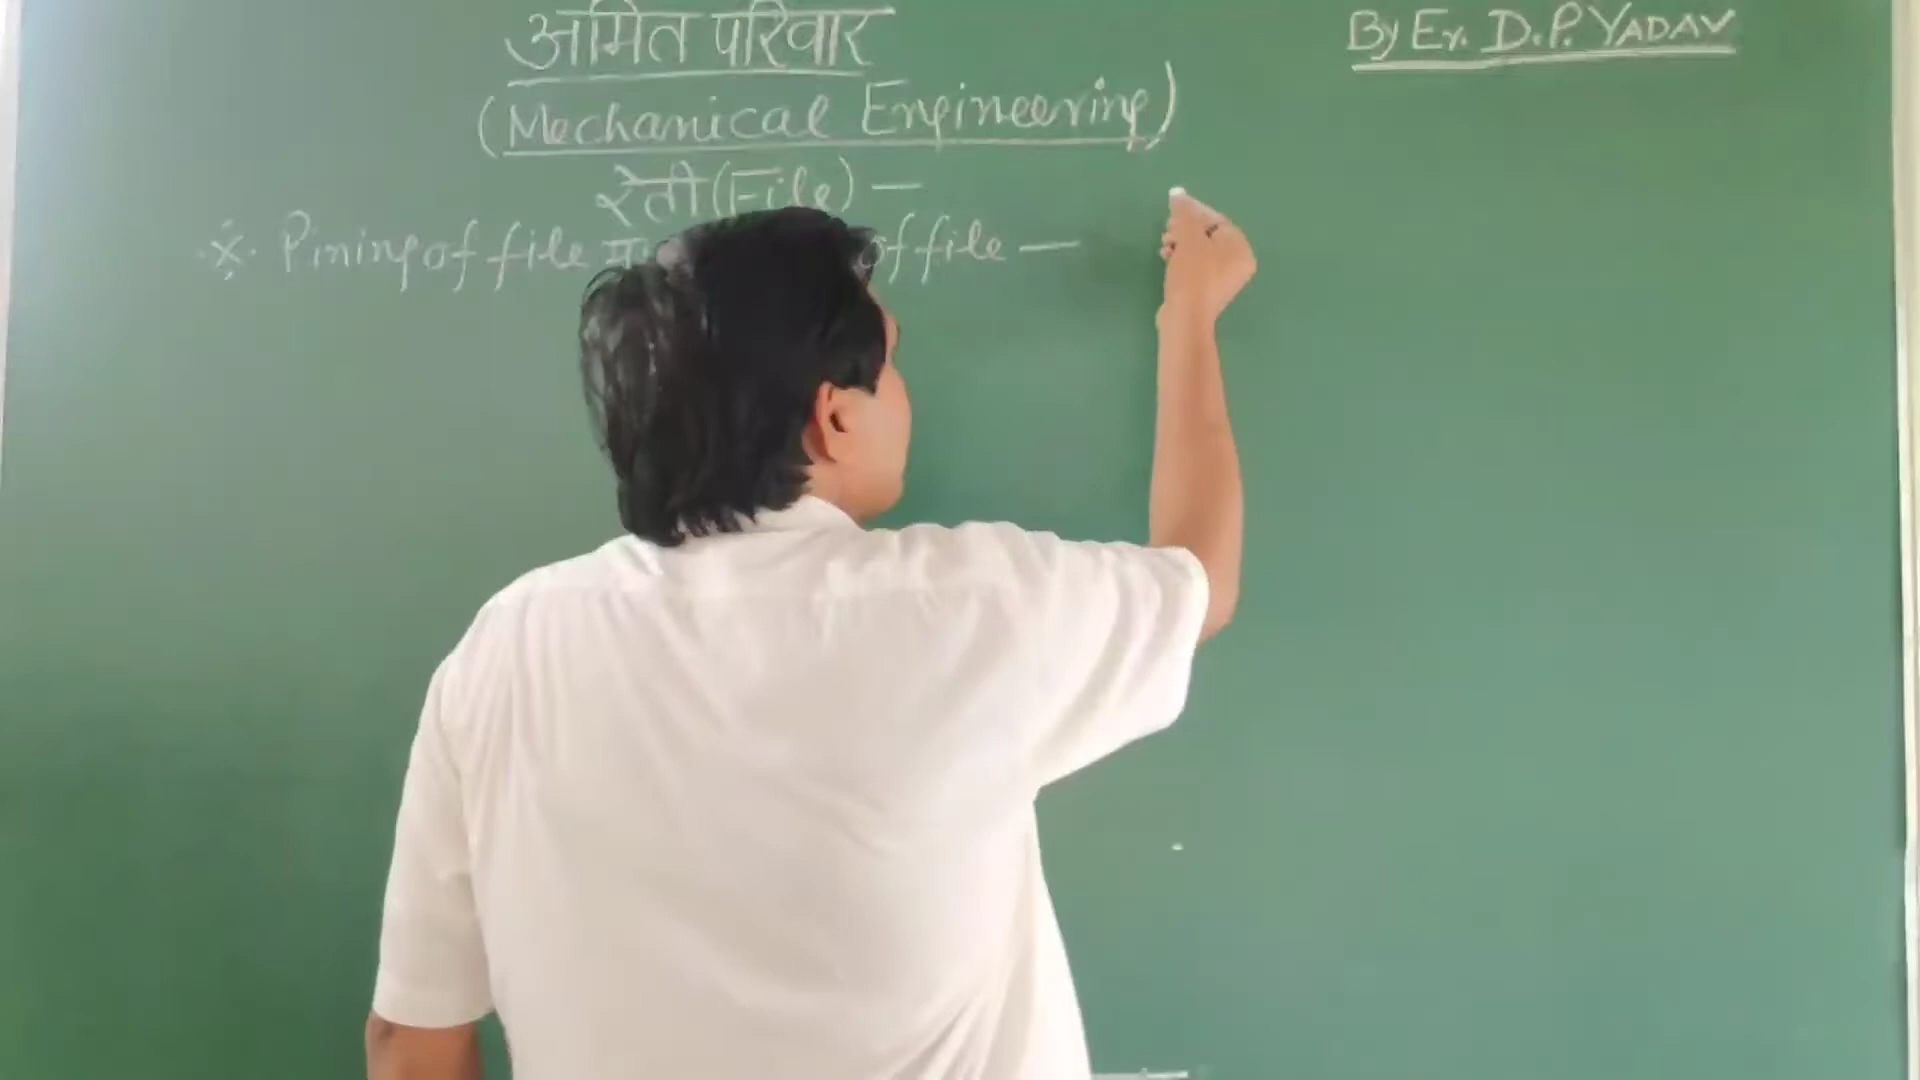 अमित परिवार
By Er. D.P. YADAV
(Mechanical Engineering)
रेती (File) —
Pining of file of file —